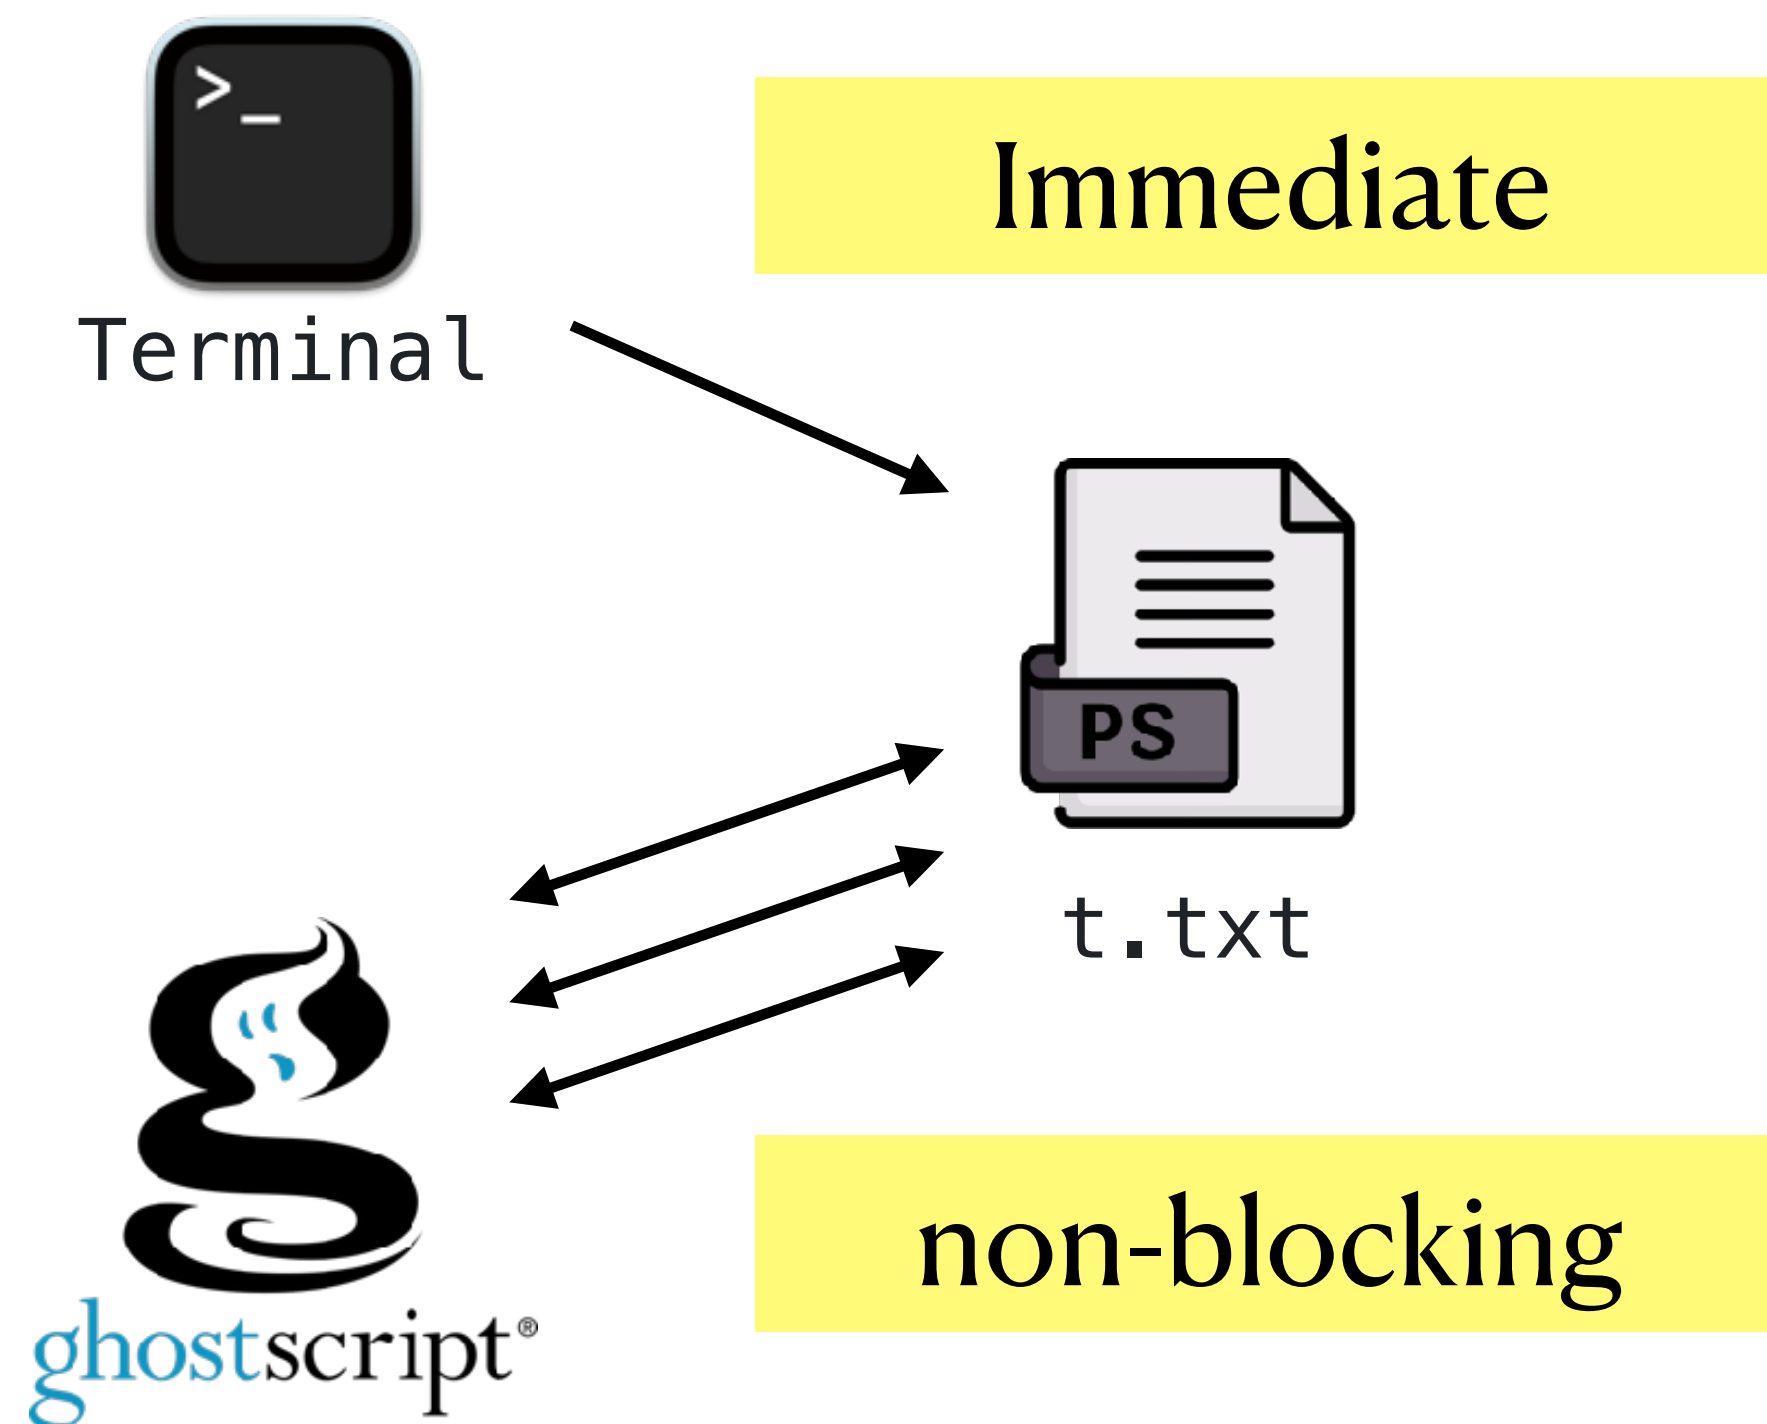 >_
Immediate
Terminal
PS
t.txt
non-blocking
ghostscript®